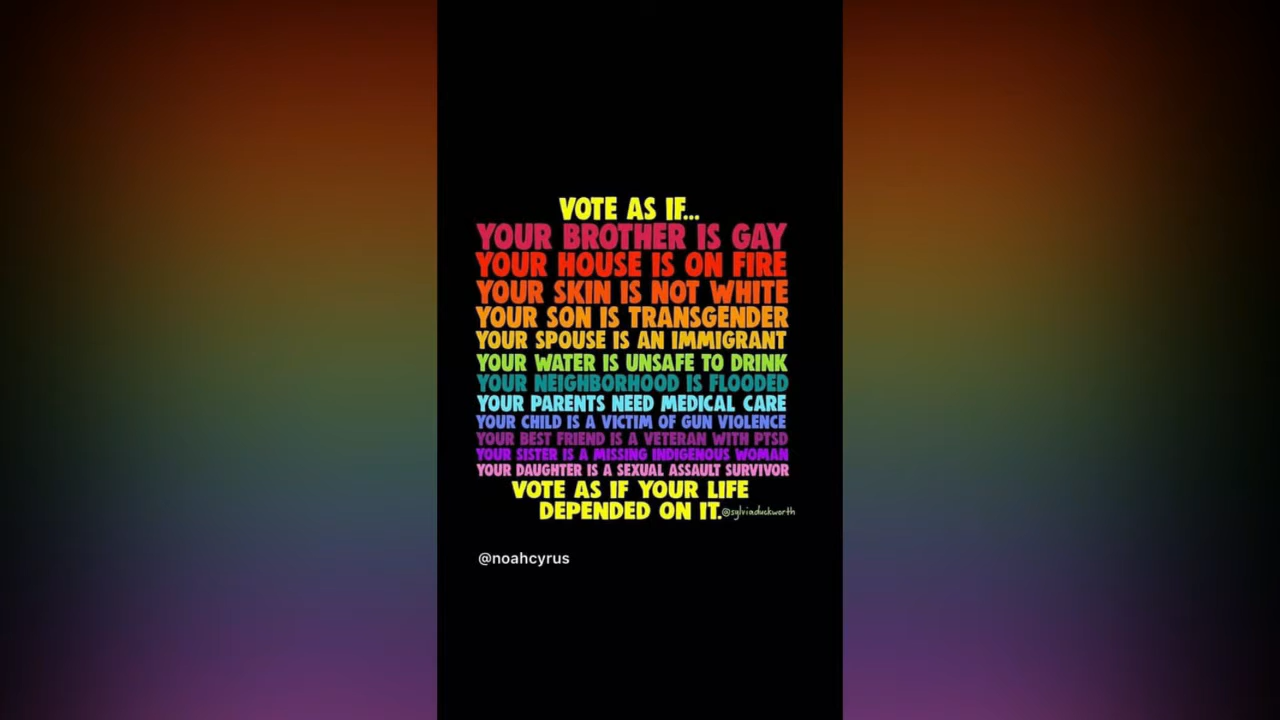 VOTE AS IF...
YOUR BROTHER IS GAY
YOUR HOUSE IS ON FIRE
YOUR SKIN IS NOT WHITE
YOUR SON IS TRANSGENDER
YOUR SPOUSE IS AN IMMIGRANT
YOUR WATER IS UNSAFE TO DRINK
YOUR NEIGHBORHOOD IS FLOODED
YOUR PARENTS NEED MEDICAL CARE
YOUR CHILD IS A VICTIM OF GUN VIOLENCE
YOUR BEST FRIEND IS A VETERAN WITH PTSD
YOUR SISTER IS A MISSING INDIGENOUS WOMAN
YOUR DAUGHTER IS A SEXUAL ASSAULT SURVIVOR
VOTE AS IF YOUR LIFE
DEPENDED ON IT. @sylviaduckworth
@noahcyrus